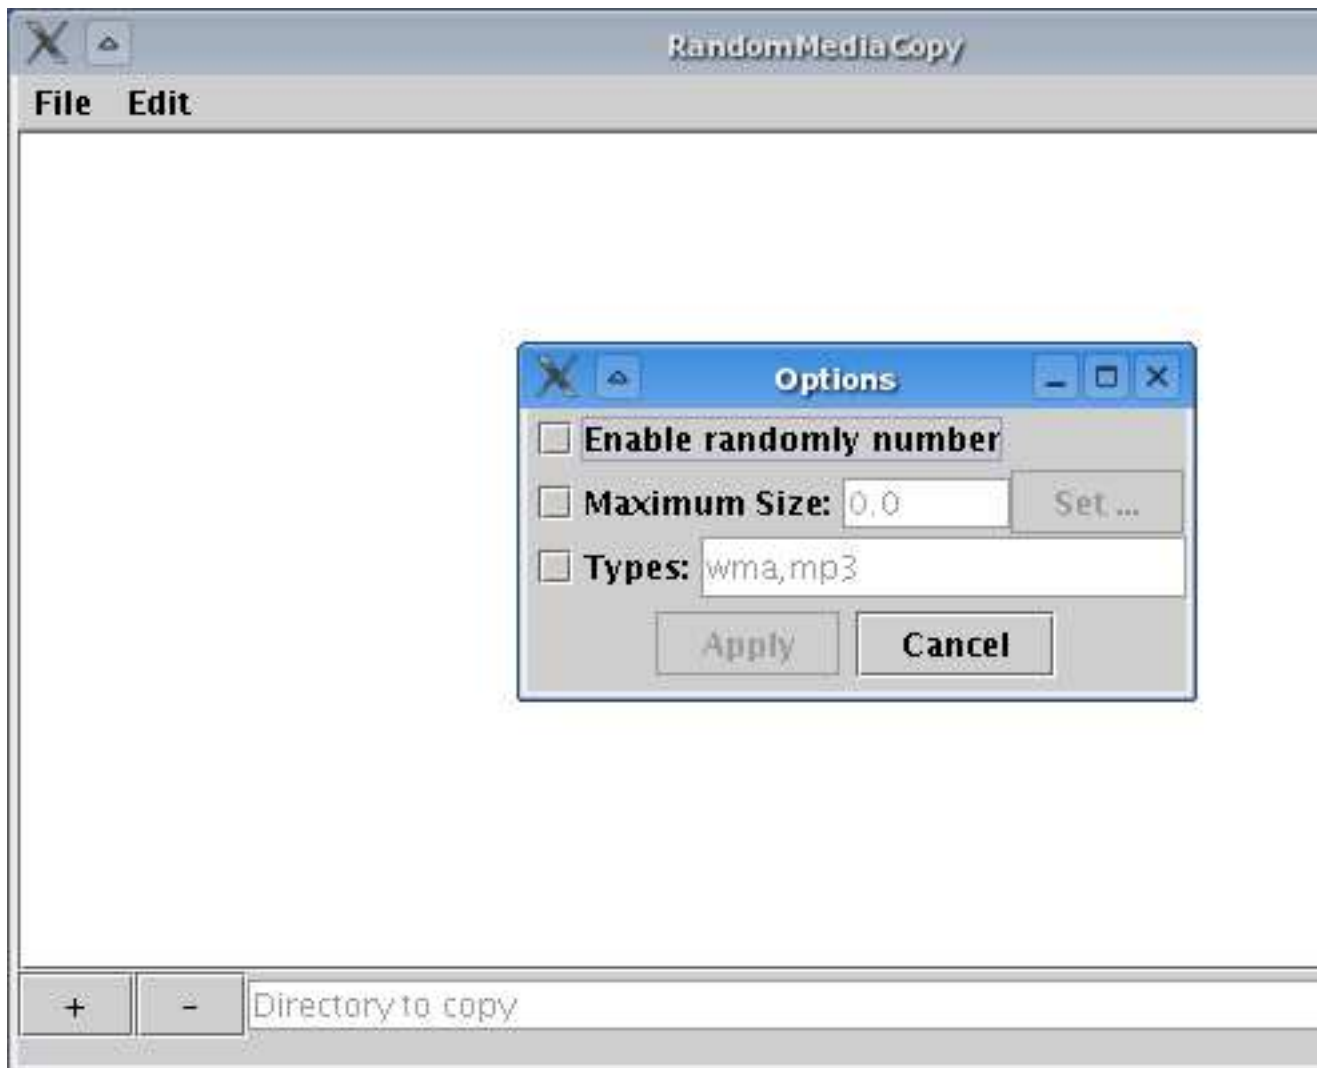 RandomMediaCopy
File Edit
Options
Enable randomly number
Maximum Size: 0.0 Set ...
Types: wma,mp3
Apply Cancel
+ - Directory to copy